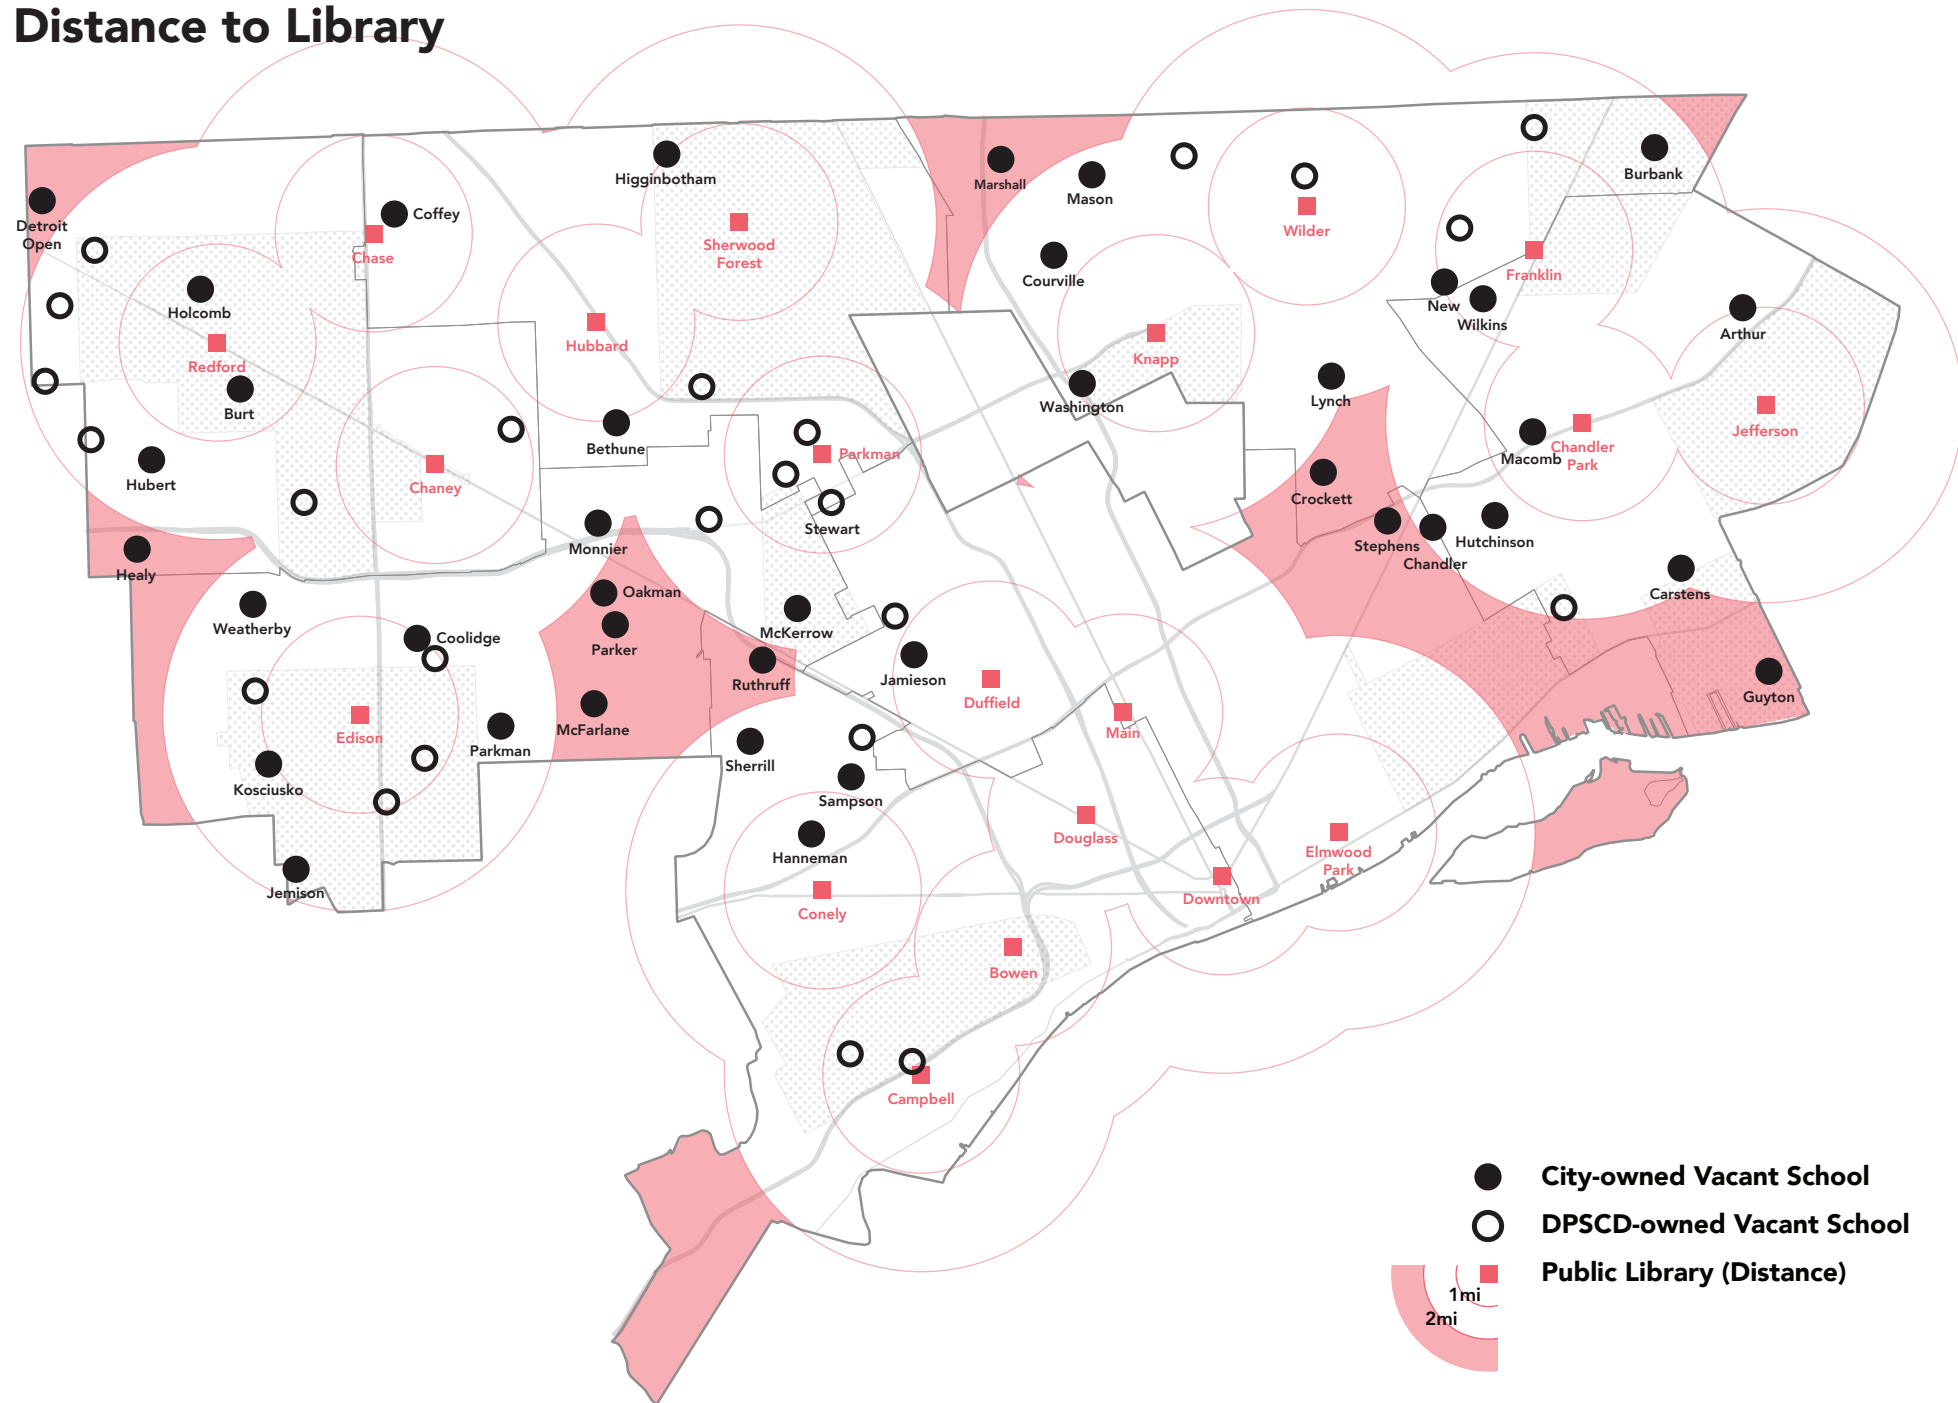 Distance to Library
Higginbotham
Marshall
Mason
Burbank
Detroit
Open
Coffey
Chase
Sherwood
Forest
Wilder
Courville
Franklin
Holcomb
New
Wilkins
Arthur
Redford
Hubbard
Knapp
Burt
Washington
Lynch
Bethune
Parkman
Macomb
Chandler
Park
Jefferson
Hubert
Chaney
Crockett
Stewart
Monnier
Stephens
Hutchinson
Chandler
Healy
Oakman
Carstens
Weatherby
Coolidge
Parker
McKerrow
Ruthruff
Jamieson
Duffield
Guyton
Edison
McFarlane
Main
Parkman
Sherrill
Kosciusko
Sampson
Douglass
Hanneman
Elmwood
Park
Jemison
Conely
Downtown
Bowen
Campbell
City-owned Vacant School
DPSCD-owned Vacant School
Public Library (Distance)
1mi
2mi